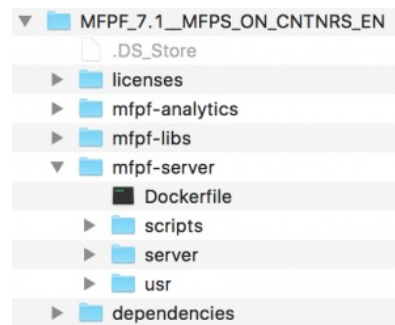 MFPF_7.1__MFPS_ON_CNTNRS_EN
.DS_Store
licenses
mfpf-analytics
mfpf-libs
mfpf-server
Dockerfile
scripts
server
usr
dependencies